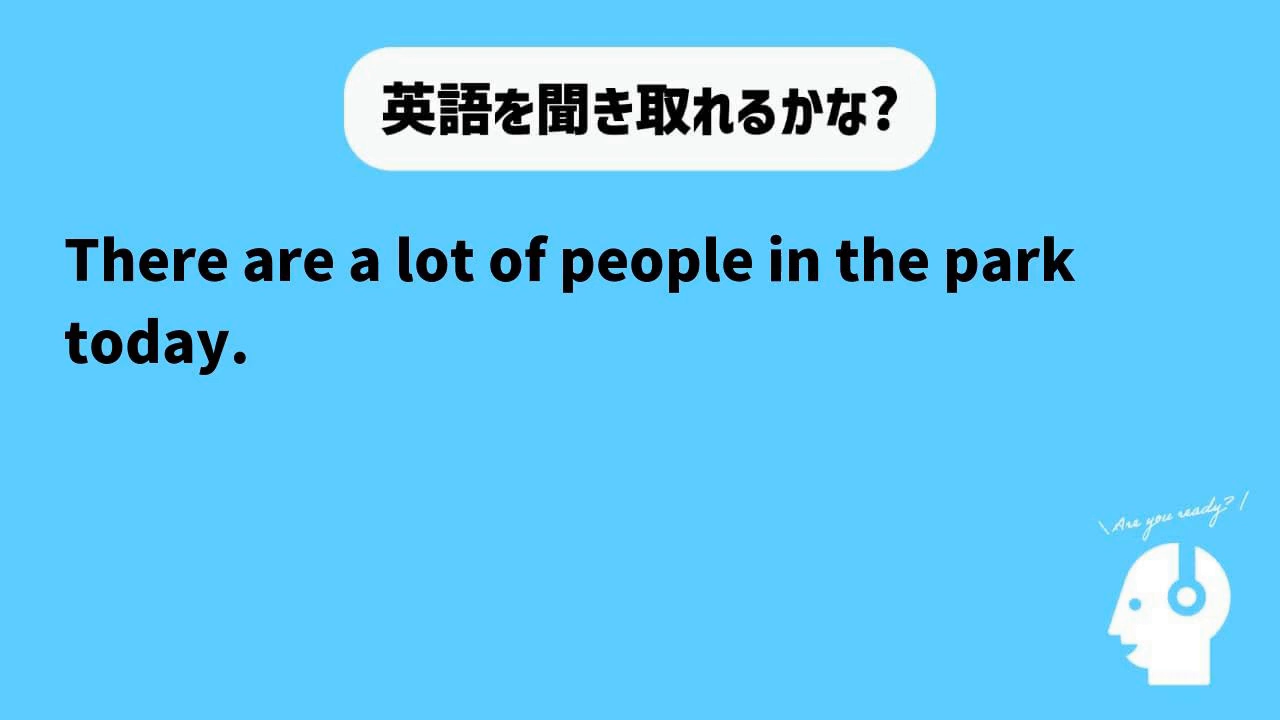 英語を聞き取れるかな?
There are a lot of people in the park
today.
\ Are you ready? /